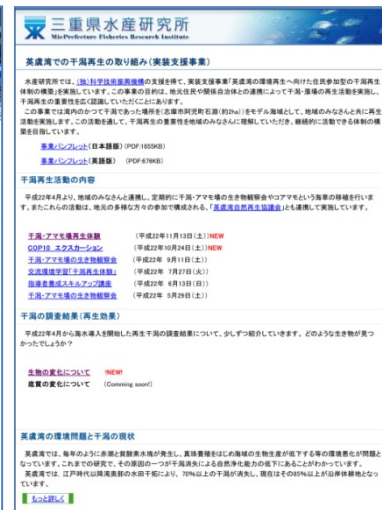 三重県水産研究所
Mie Prefecture Fisheries Research Institute
英虞湾での干潟再生の取り組み(実装支援事業)
水産研究所では、(独)科学技術振興機構の支援を得て、実装支援事業「英虞湾の環境再生へ向けた住民参加型の干潟再生
体制の構築」を実施しています。この事業の目的は、地元住民や関係自治体との連携によって干潟・藻場の再生活動を実施し、
干潟再生の重要性を広く認識していただくことにあります。
この事業では湾内のかつて干潟であった場所を(志摩市阿児町石淵(約2ha))をモデル海域として、地域のみなさんと共に再生
活動を実施します。この活動を通して、干潟再生の重要性を地域のみなさんに理解していただき、継続的に活動できる体制の構
築を目指しています。
事業パンフレット(日本語版) (PDF:1655KB)
事業パンフレット(英語版) (PDF:676KB)
干潟再生活動の内容
平成22年4月より、地域のみなさんと連携し、定期的に干潟・アマモ場の生き物観察会やコアマモという海草の移植を行いま
す。またこれらの活動は、地元の多様な方々の参加で構成される、「英虞湾自然再生協議会」とも連携して実施しています。
干潟・アマモ場再生体験 (平成22年11月13日(土))NEW
COP10 エクスカーション (平成22年10月24日(土))NEW
干潟・アマモ場の生き物観察会 (平成22年 9月11日(土))
交流環境学習「干潟再生体験」 (平成22年 7月27日(火))
指導者養成スキルアップ講座 (平成22年 6月13日(日))
干潟・アマモ場の生き物観察会 (平成22年 5月29日(土))
干潟の調査結果(再生効果)
平成22年4月から海水導入を開始した再生干潟の調査結果について、少しずつ紹介していきます。どのような生き物が見つ
かったでしょうか?
生物の変化について !NEW!
底質の変化について (Comming soon!)
英虞湾の環境問題と干潟の現状
英虞湾では、毎年のように赤潮と貧酸素水塊が発生し、真珠養殖をはじめ海域の生物生産が低下する等の環境悪化が問題と
なっています。これまでの研究で、その原因の一つが干潟消失による自然浄化能力の低下にあることがわかっています。
英虞湾では、江戸時代以降湾奥部の水田干拓により、70%以上の干潟が消失し、現在はその85%以上が沿岸休耕地となっ
ています。
もっと詳しく